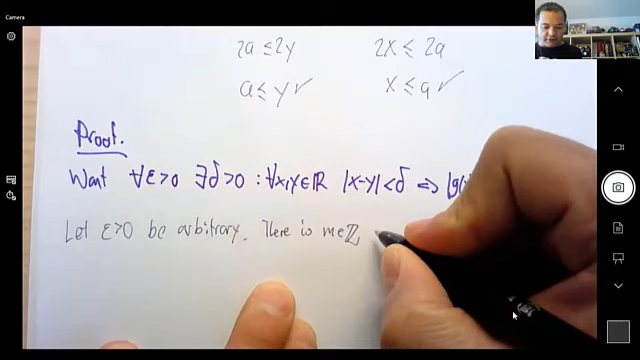 Camera
2a ≤ 2y 2x ≤ 2a
a ≤ y ✓ x ≤ a ✓
Proof.
Want ∀ε>0 ∃δ>0 : ∀x,y∈ℝ |x-y|<δ ⇒ |g(
Let ε>0 be arbitrary. There is m∈ℤ,